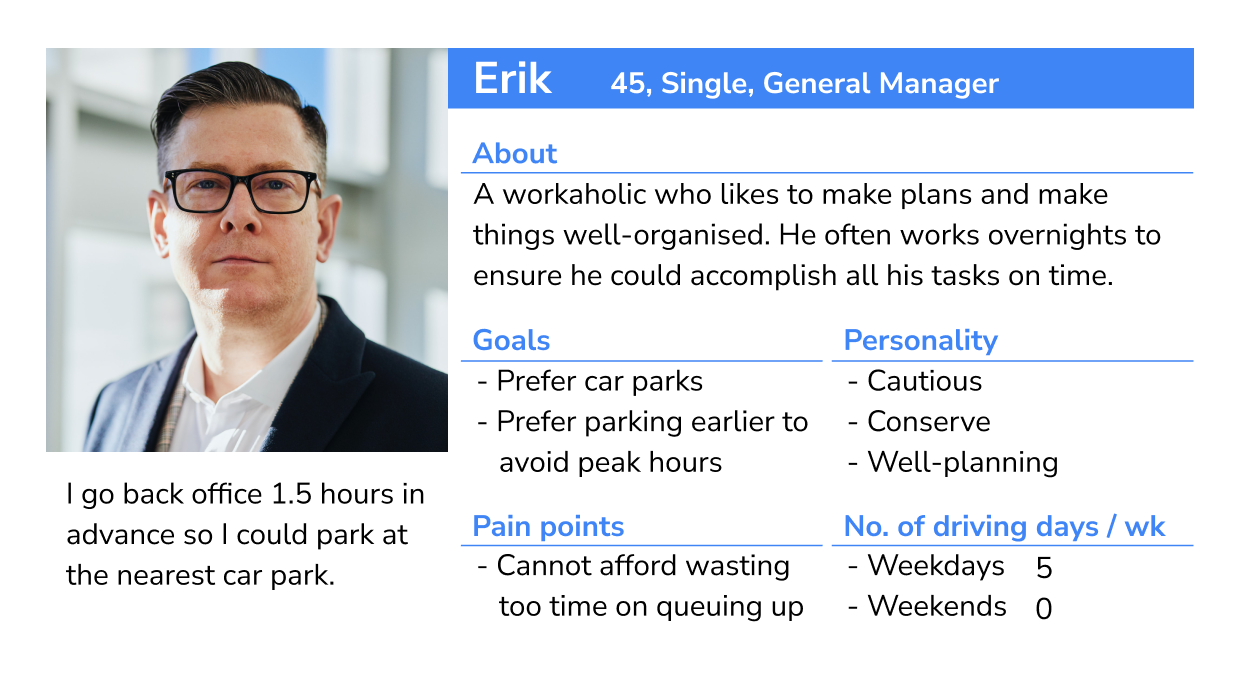 Erik 45, Single, General Manager
About
A workaholic who likes to make plans and make
things well-organised. He often works overnights to
ensure he could accomplish all his tasks on time.
Goals
- Prefer car parks
- Prefer parking earlier to
avoid peak hours
Personality
- Cautious
- Conserve
- Well-planning
I go back office 1.5 hours in
advance so I could park at
the nearest car park.
Pain points
- Cannot afford wasting
too time on queuing up
No. of driving days / wk
- Weekdays 5
- Weekends 0